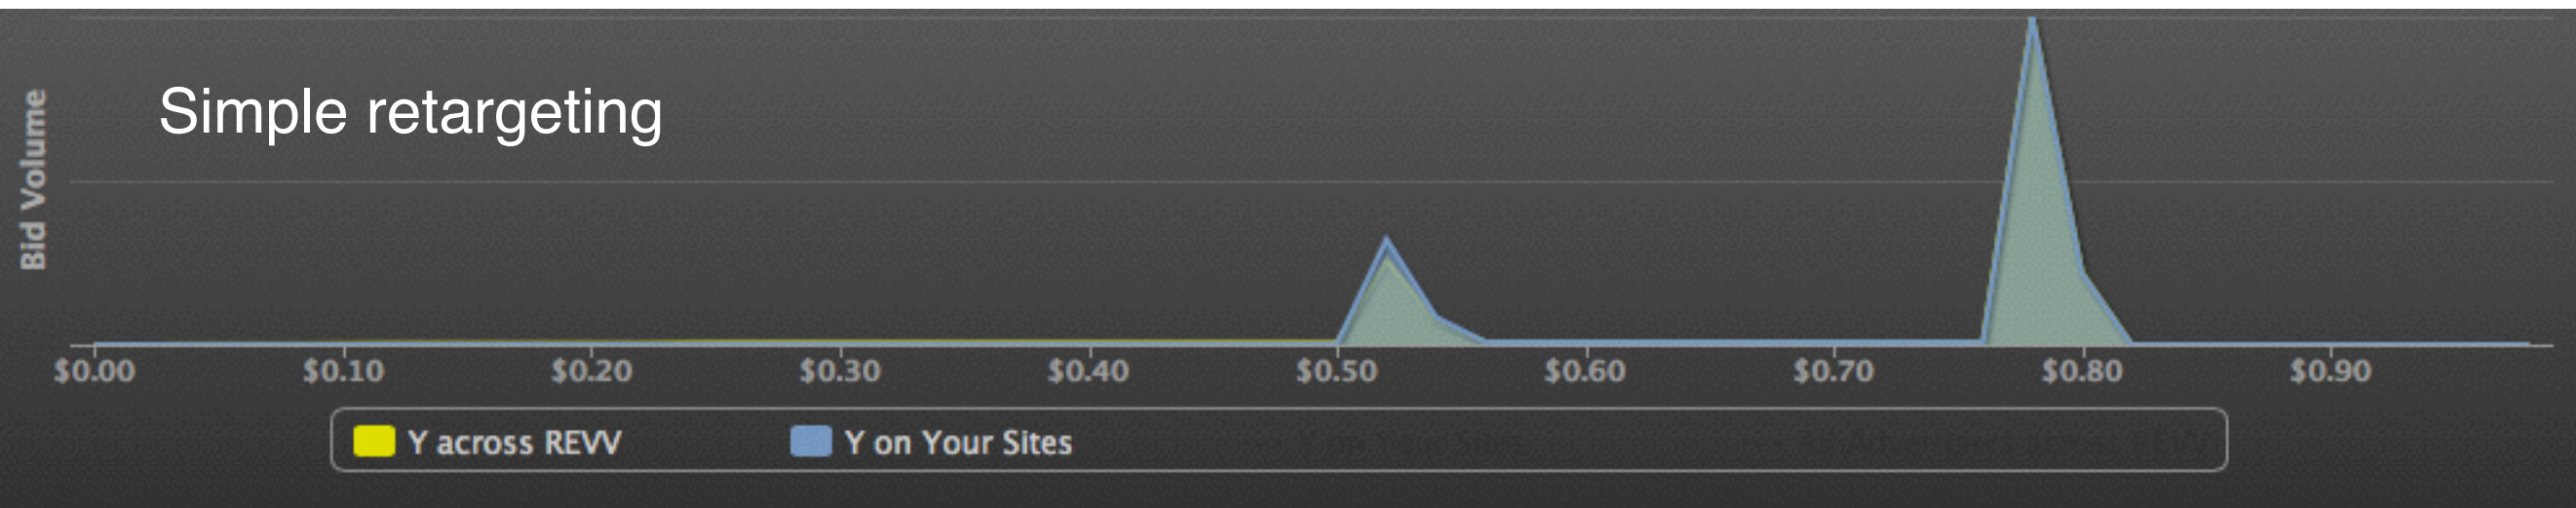 Simple retargeting
Bid Volume
$0.00 $0.10 $0.20 $0.30 $0.40 $0.50 $0.60 $0.70 $0.80 $0.90
Y across REVV Y on Your Sites